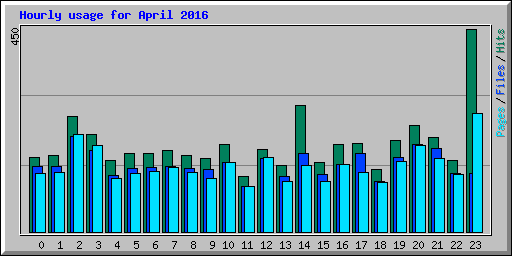 Hourly usage for April 2016
450
Pages/Files/Hits
0 1 2 3 4 5 6 7 8 9 10 11 12 13 14 15 16 17 18 19 20 21 22 23